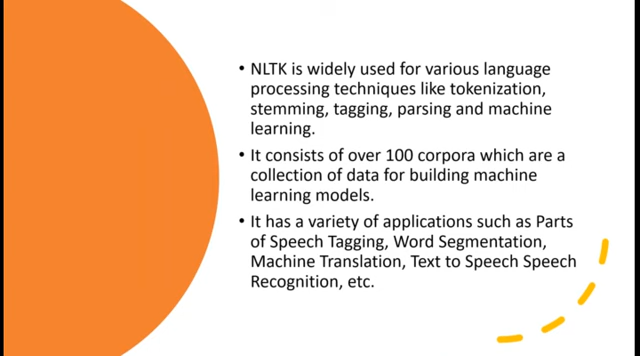 • NLTK is widely used for various language
processing techniques like tokenization,
stemming, tagging, parsing and machine
learning.
• It consists of over 100 corpora which are a
collection of data for building machine
learning models.
• It has a variety of applications such as Parts
of Speech Tagging, Word Segmentation,
Machine Translation, Text to Speech Speech
Recognition, etc.